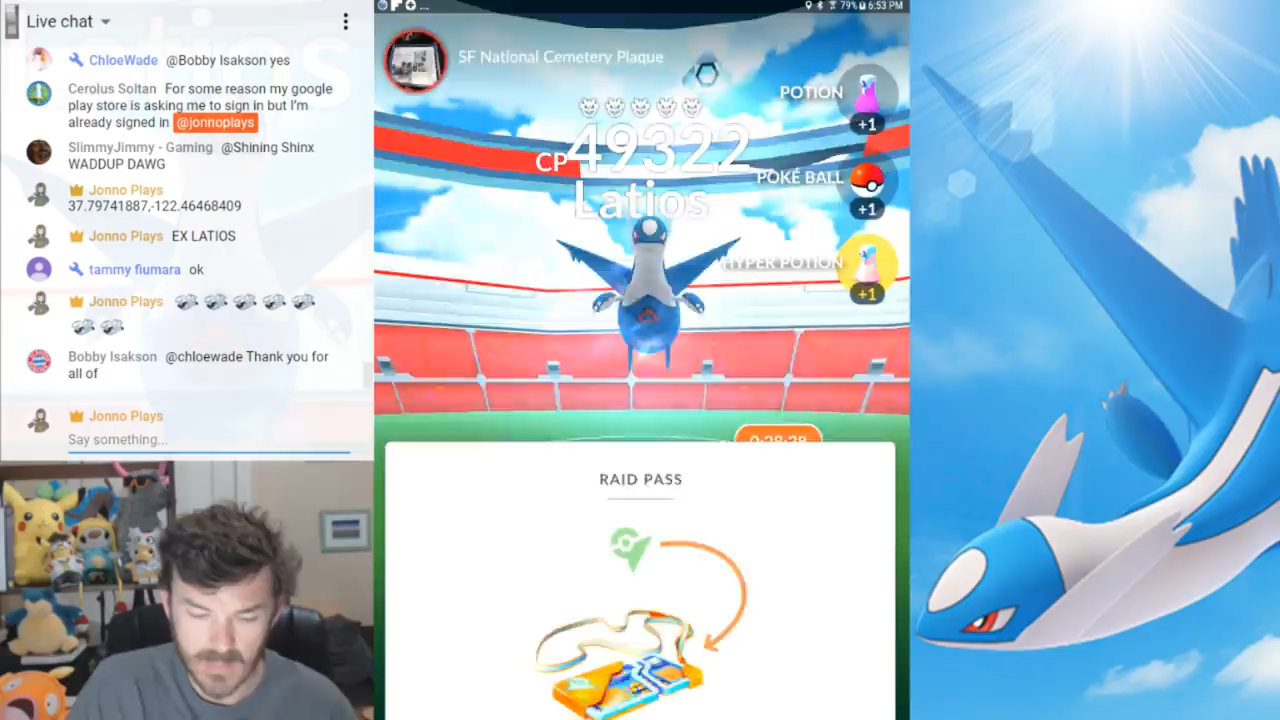 Live chat
ChloeWade @Bobby Isakson yes
Cerolus Soltan For some reason my google
play store is asking me to sign in but I'm
already signed in @jonnoplays
SlimmyJimmy - Gaming @Shining Shinx
WADDUP DAWG
Jonno Plays
37.79741887,-122.46468409
Jonno Plays EX LATIOS
tammy fiumara ok
Jonno Plays
Bobby Isakson @chloewade Thank you for
all of
Jonno Plays
Say something...
... 79% 6:53 PM
SF National Cemetery Plaque
CP49322
Latios
POTION
+1
POKÉ BALL
+1
HYPER POTION
+1
0:28:28
RAID PASS